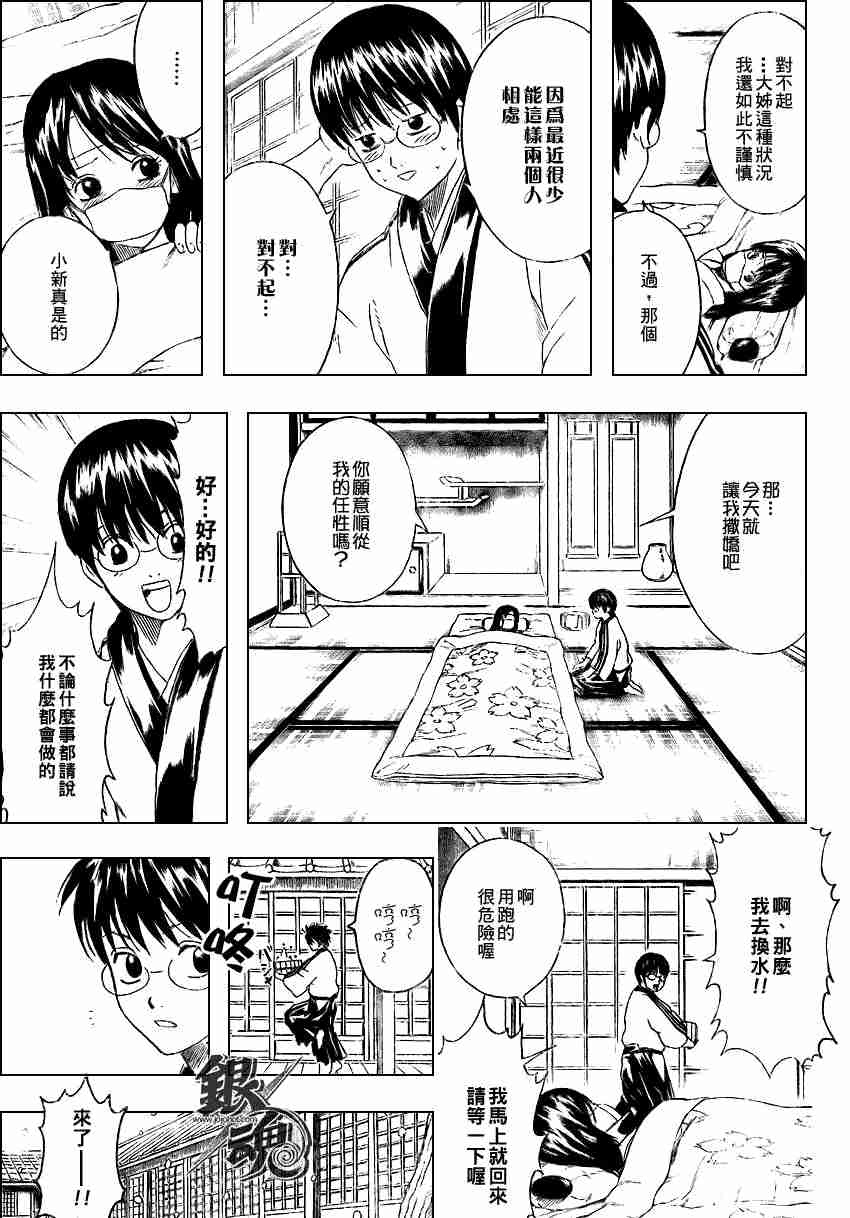 對不起
…大姊這種狀況
我還如此不謹慎
不過，那個
因爲最近很少
能這樣兩個人
相處
對…
對不起…
……
小新真是的
那…
今天就
讓我撒嬌吧
你願意順從
我的任性嗎？
好…好的!!
不論什麼事都請說
我什麼都會做的
啊、那麼
我去換水!!
啊
用跑的
很危險喔
我馬上就回來
請等一下喔
哼～
哼哼～
叮
咚
來了──!!
銀魂
www.jojohot.com